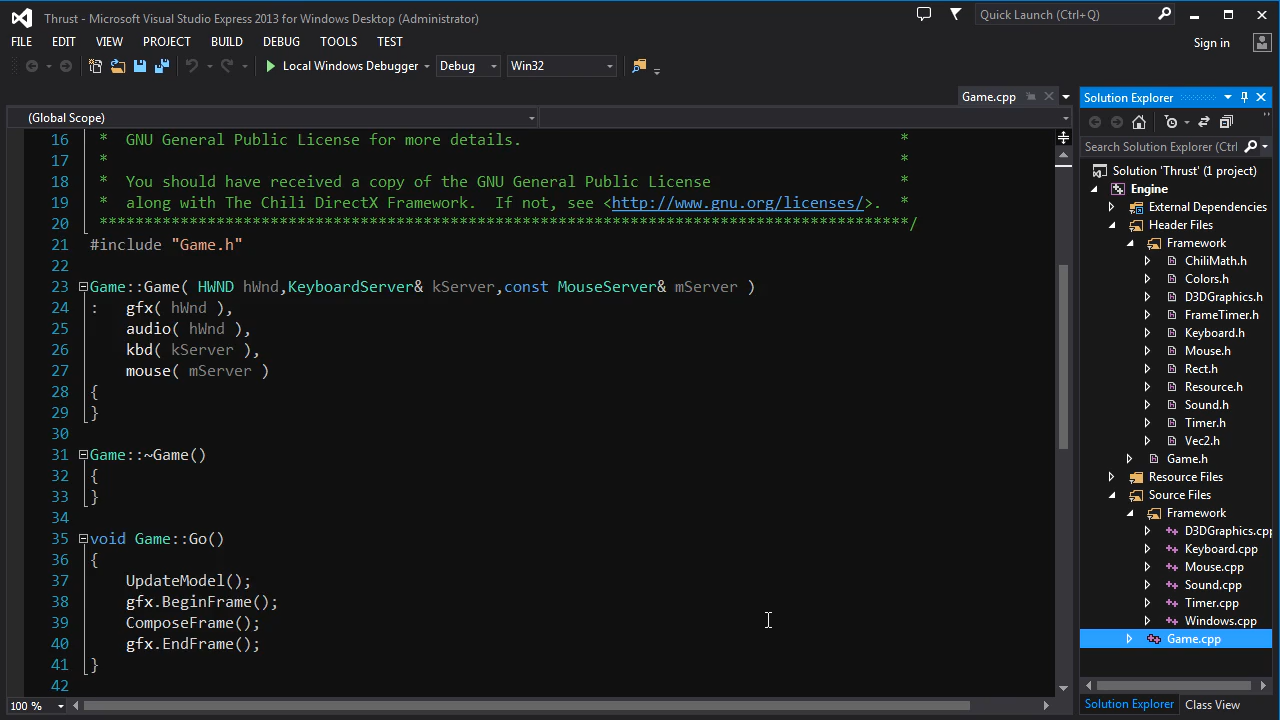 Thrust - Microsoft Visual Studio Express 2013 for Windows Desktop (Administrator)
Quick Launch (Ctrl+Q)
FILE EDIT VIEW PROJECT BUILD DEBUG TOOLS TEST
Sign in
Local Windows Debugger Debug Win32
Game.cpp
(Global Scope)
16 * GNU General Public License for more details. *
17 * *
18 * You should have received a copy of the GNU General Public License *
19 * along with The Chili DirectX Framework. If not, see <http://www.gnu.org/licenses/>. *
20 ******************************************************************************************/
21 #include "Game.h"
22
23 Game::Game( HWND hWnd,KeyboardServer& kServer,const MouseServer& mServer )
24 : gfx( hWnd ),
25 audio( hWnd ),
26 kbd( kServer ),
27 mouse( mServer )
28 {
29 }
30
31 Game::~Game()
32 {
33 }
34
35 void Game::Go()
36 {
37 UpdateModel();
38 gfx.BeginFrame();
39 ComposeFrame();
40 gfx.EndFrame();
41 }
42
100 %
Solution Explorer
Search Solution Explorer (Ctrl
Solution 'Thrust' (1 project)
Engine
External Dependencies
Header Files
Framework
ChiliMath.h
Colors.h
D3DGraphics.h
FrameTimer.h
Keyboard.h
Mouse.h
Rect.h
Resource.h
Sound.h
Timer.h
Vec2.h
Game.h
Resource Files
Source Files
Framework
D3DGraphics.cpp
Keyboard.cpp
Mouse.cpp
Sound.cpp
Timer.cpp
Windows.cpp
Game.cpp
Solution Explorer Class View